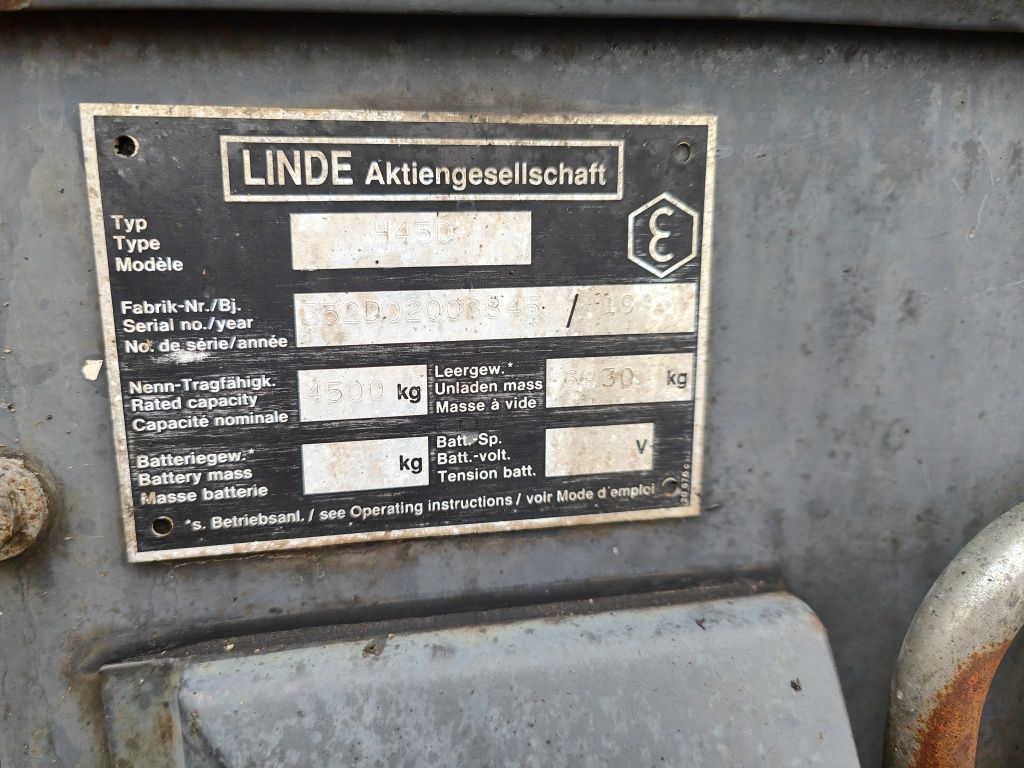 LINDE Aktiengesellschaft
Typ
Type
Modèle
H45D
Fabrik-Nr./Bj.
Serial no./year
No. de série/année
352D02008845 /
Nenn-Tragfähigk.
Rated capacity
Capacité nominale
4500 kg
Leergew.*
Unladen mass
Masse à vide
6830 kg
Batteriegew.*
Battery mass
Masse batterie
kg
Batt.-Sp.
Batt.-volt.
Tension batt.
V
*s. Betriebsanl. / see Operating instructions / voir Mode d'emploi